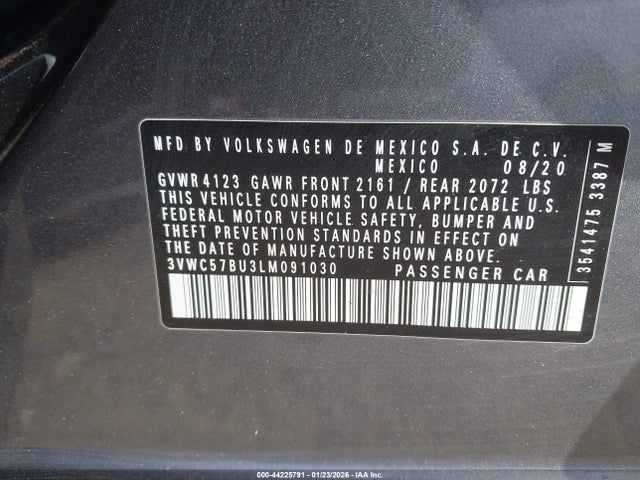 MFD BY VOLKSWAGEN DE MEXICO S.A. DE C.V.
MEXICO 08/20
GVWR 4123 GAWR FRONT 2161 / REAR 2072 LBS
THIS VEHICLE CONFORMS TO ALL APPLICABLE U.S.
FEDERAL MOTOR VEHICLE SAFETY, BUMPER AND
THEFT PREVENTION STANDARDS IN EFFECT ON
THE DATE OF MANUFACTURE SHOWN ABOVE.
3VWC57BU3LM091030 PASSENGER CAR
3541475 3387 M
000-44225791 - 01/23/2026 - IAA Inc.